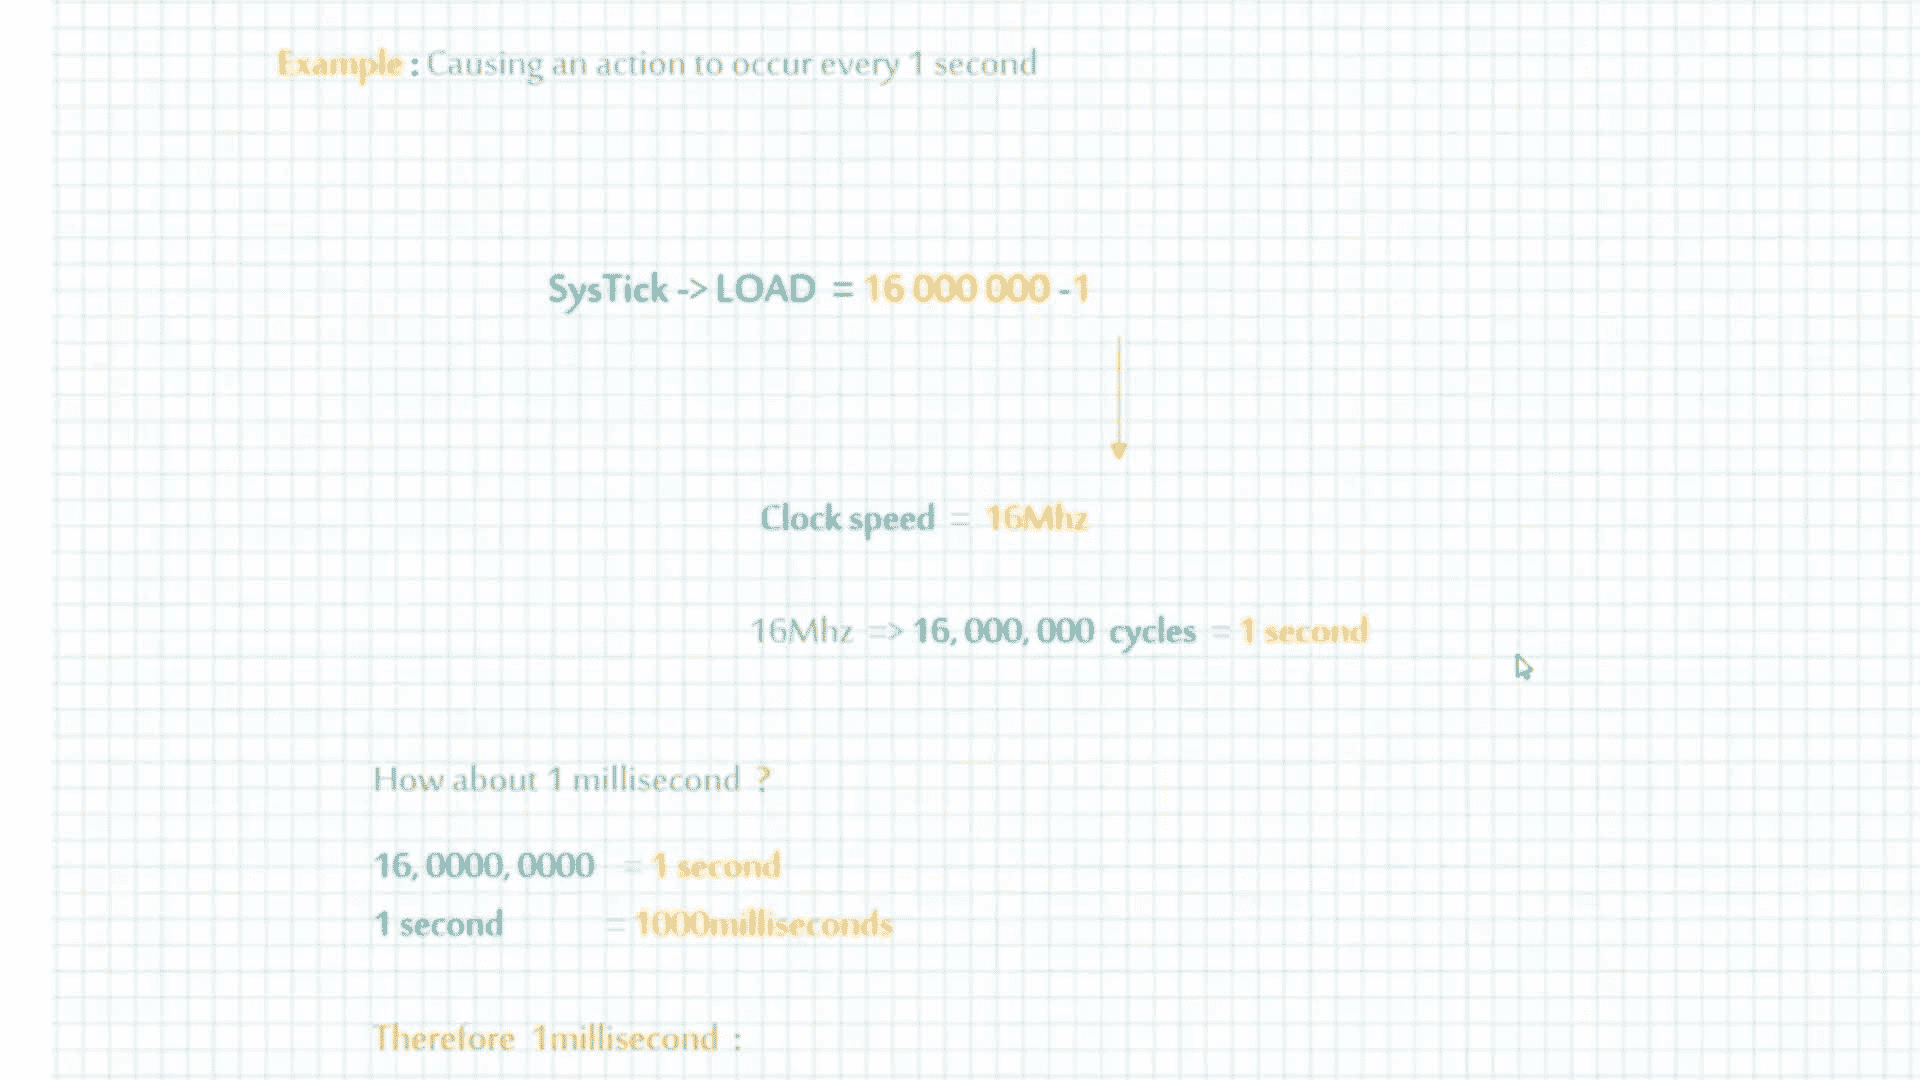 Example : Causing an action to occur every 1 second
SysTick -> LOAD = 16 000 000 -1
Clock speed = 16Mhz
16Mhz => 16, 000, 000 cycles = 1 second
How about 1 millisecond ?
16, 0000, 0000 = 1 second
1 second = 1000milliseconds
Therefore 1millisecond :